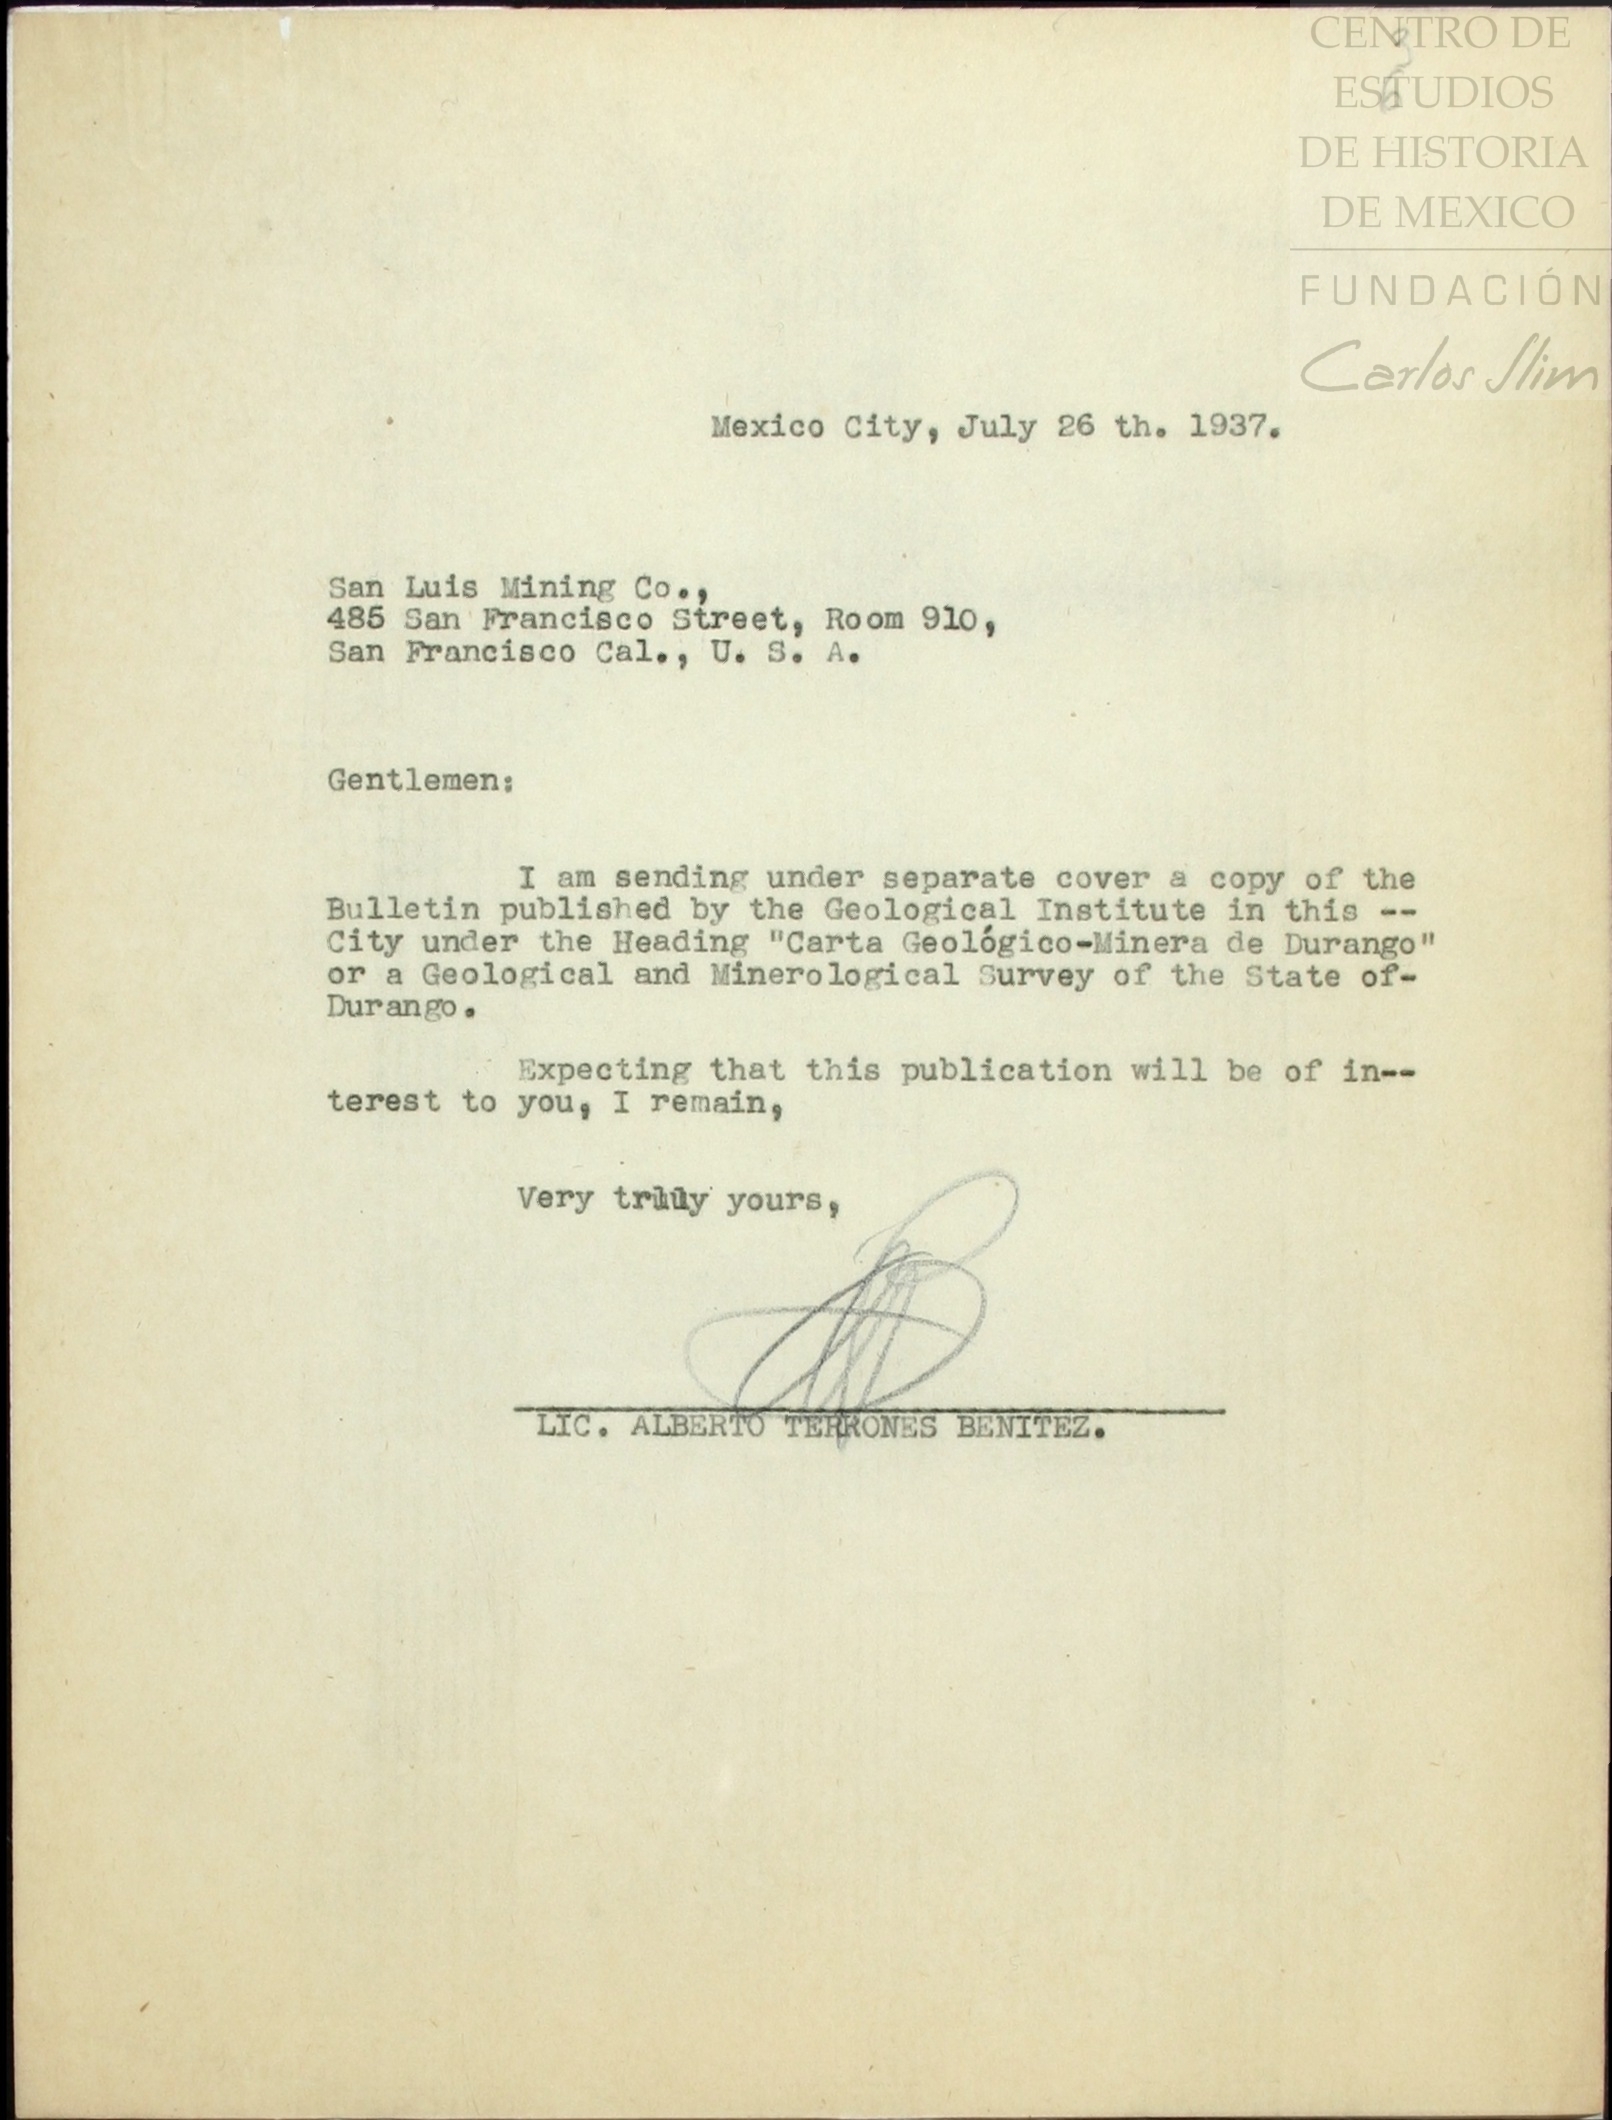 CENTRO DE
ESTUDIOS
DE HISTORIA
DE MEXICO
FUNDACIÓN
Carlos Slim
Mexico City, July 26 th. 1937.
San Luis Mining Co.,
485 San Francisco Street, Room 910,
San Francisco Cal., U. S. A.
Gentlemen:
I am sending under separate cover a copy of the
Bulletin published by the Geological Institute in this --
City under the Heading "Carta Geológico-Minera de Durango"
or a Geological and Minerological Survey of the State of-
Durango.
Expecting that this publication will be of in--
terest to you, I remain,
Very truly yours,
LIC. ALBERTO TERRONES BENITEZ.